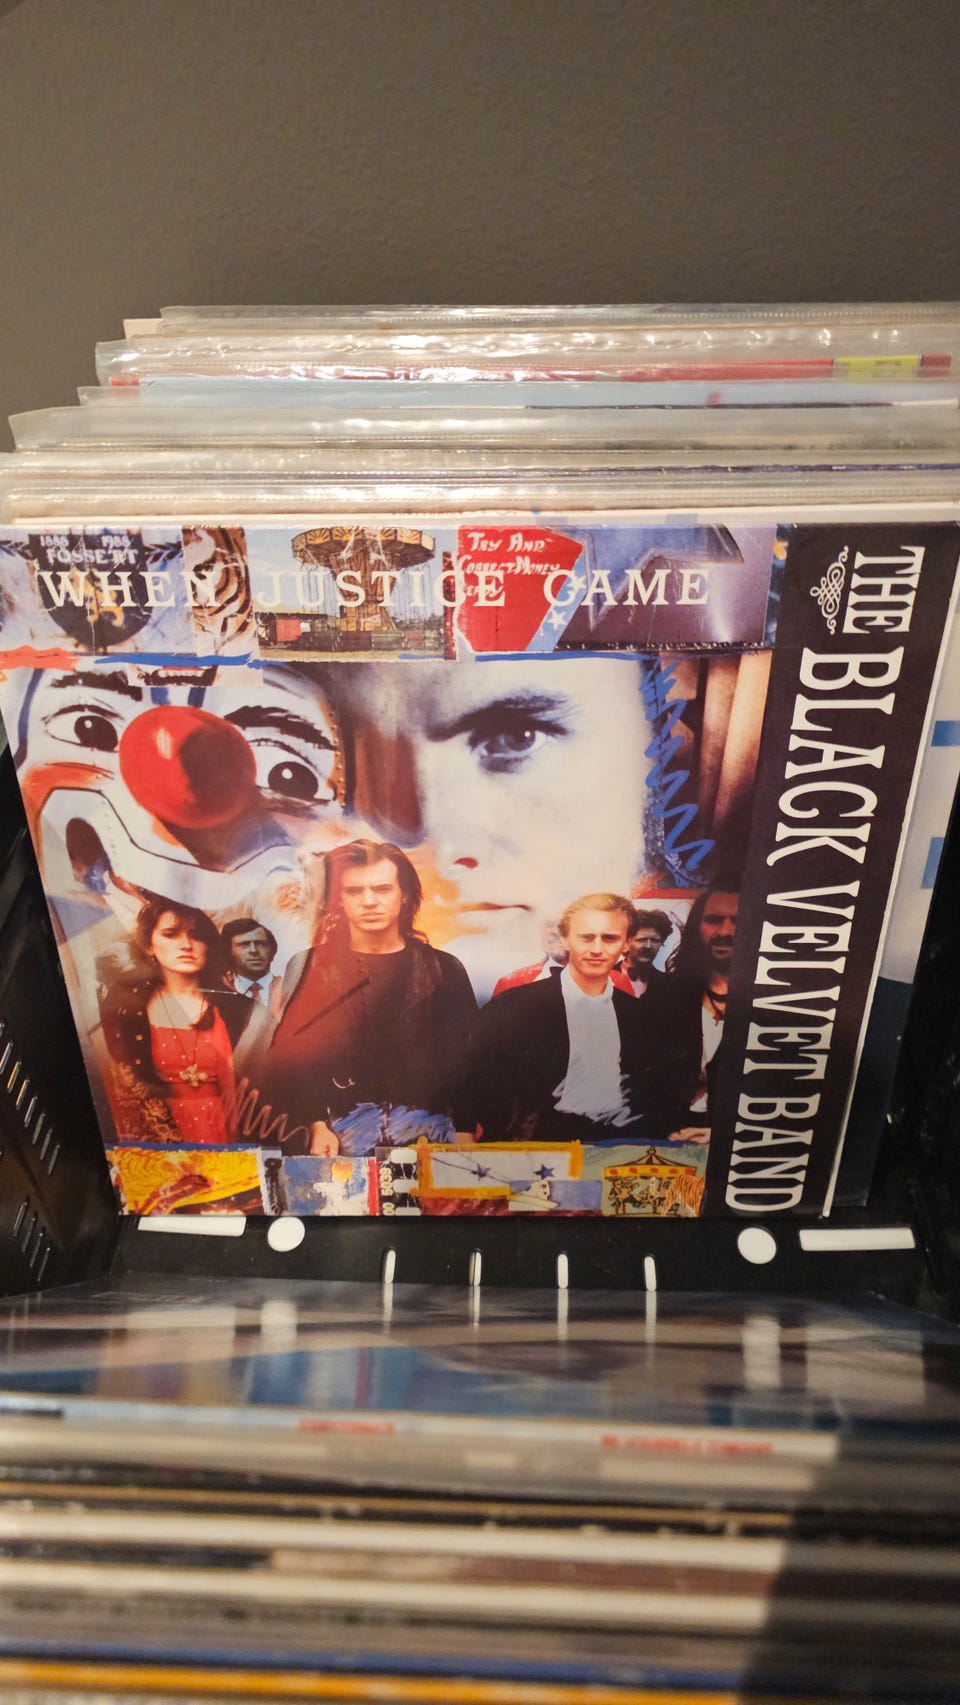 1888 1988
FOSSETT
WHEN JUSTICE CAME
TRY AND
CORRECT MONEY
THE BLACK VELVET BAND